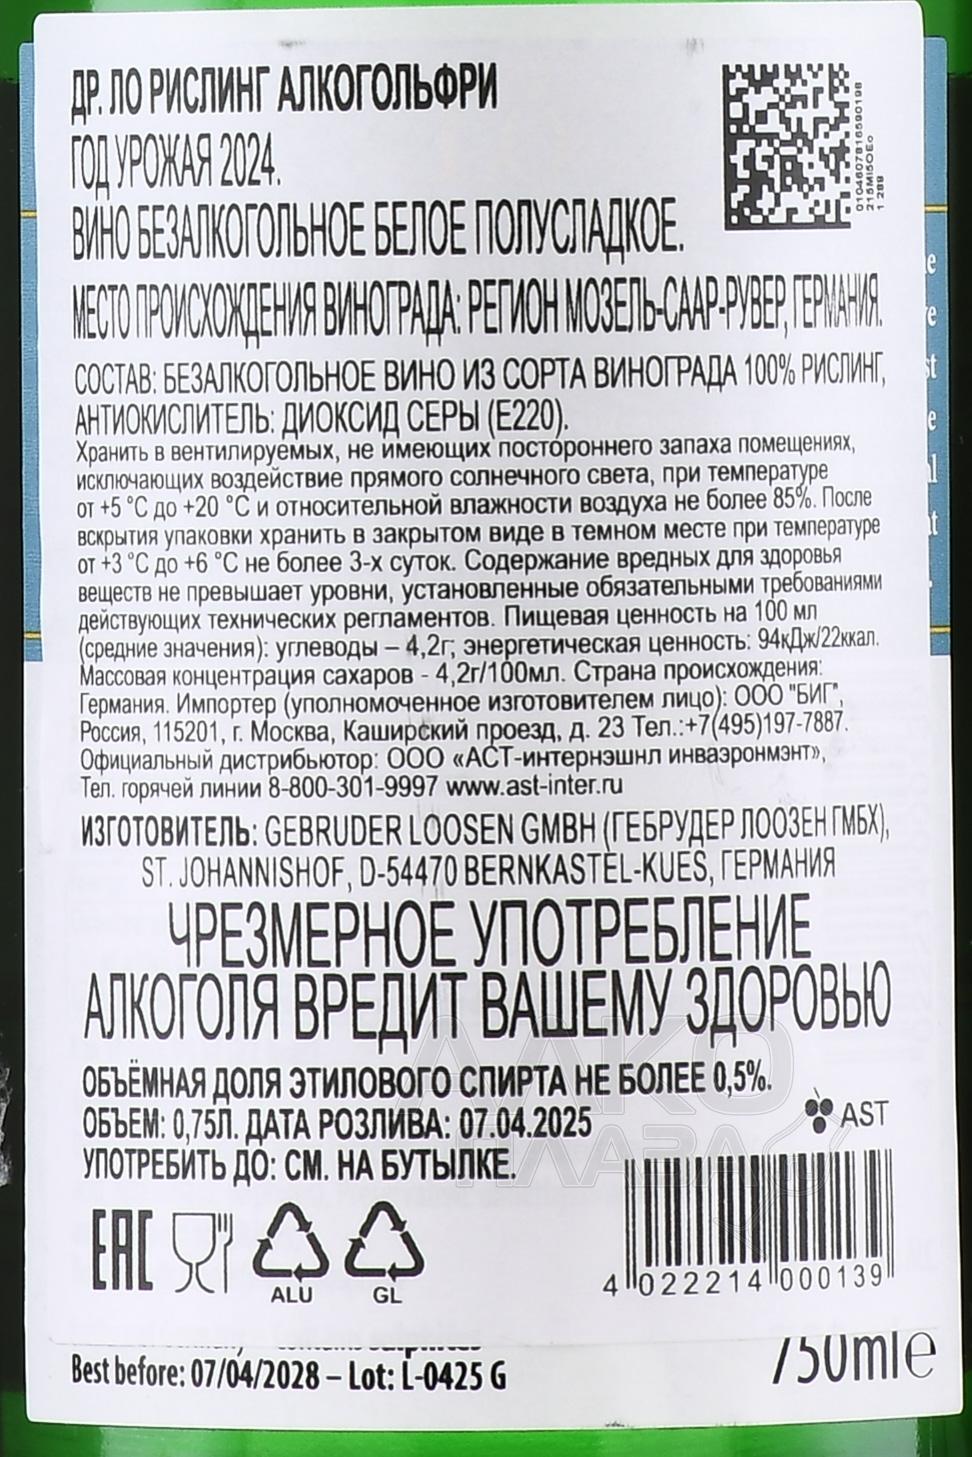 ДР. ЛО РИСЛИНГ АЛКОГОЛЬФРИ
ГОД УРОЖАЯ 2024.
ВИНО БЕЗАЛКОГОЛЬНОЕ БЕЛОЕ ПОЛУСЛАДКОЕ.
МЕСТО ПРОИСХОЖДЕНИЯ ВИНОГРАДА: РЕГИОН МОЗЕЛЬ-СААР-РУВЕР, ГЕРМАНИЯ.
СОСТАВ: БЕЗАЛКОГОЛЬНОЕ ВИНО ИЗ СОРТА ВИНОГРАДА 100% РИСЛИНГ,
АНТИОКИСЛИТЕЛЬ: ДИОКСИД СЕРЫ (Е220).
Хранить в вентилируемых, не имеющих постороннего запаха помещениях,
исключающих воздействие прямого солнечного света, при температуре
от +5 °С до +20 °С и относительной влажности воздуха не более 85%. После
вскрытия упаковки хранить в закрытом виде в темном месте при температуре
от +3 °С до +6 °С не более 3-х суток. Содержание вредных для здоровья
веществ не превышает уровни, установленные обязательными требованиями
действующих технических регламентов. Пищевая ценность на 100 мл
(средние значения): углеводы – 4,2г; энергетическая ценность: 94кДж/22ккал.
Массовая концентрация сахаров - 4,2г/100мл. Страна происхождения:
Германия. Импортер (уполномоченное изготовителем лицо): ООО "БИГ",
Россия, 115201, г. Москва, Каширский проезд, д. 23 Тел.:+7(495)197-7887.
Официальный дистрибьютор: ООО «АСТ-интернэшнл инваэронмэнт»,
Тел. горячей линии 8-800-301-9997 www.ast-inter.ru
ИЗГОТОВИТЕЛЬ: GEBRUDER LOOSEN GMBH (ГЕБРУДЕР ЛООЗЕН ГМБХ),
ST. JOHANNISHOF, D-54470 BERNKASTEL-KUES, ГЕРМАНИЯ
ЧРЕЗМЕРНОЕ УПОТРЕБЛЕНИЕ
АЛКОГОЛЯ ВРЕДИТ ВАШЕМУ ЗДОРОВЬЮ
ОБЪЁМНАЯ ДОЛЯ ЭТИЛОВОГО СПИРТА НЕ БОЛЕЕ 0,5%.
ОБЪЕМ: 0,75Л. ДАТА РОЗЛИВА: 07.04.2025
УПОТРЕБИТЬ ДО: СМ. НА БУТЫЛКЕ.
AST
EAC
ALU
GL
4 022214 000139
750ml e
Best before: 07/04/2028 – Lot: L-0425 G